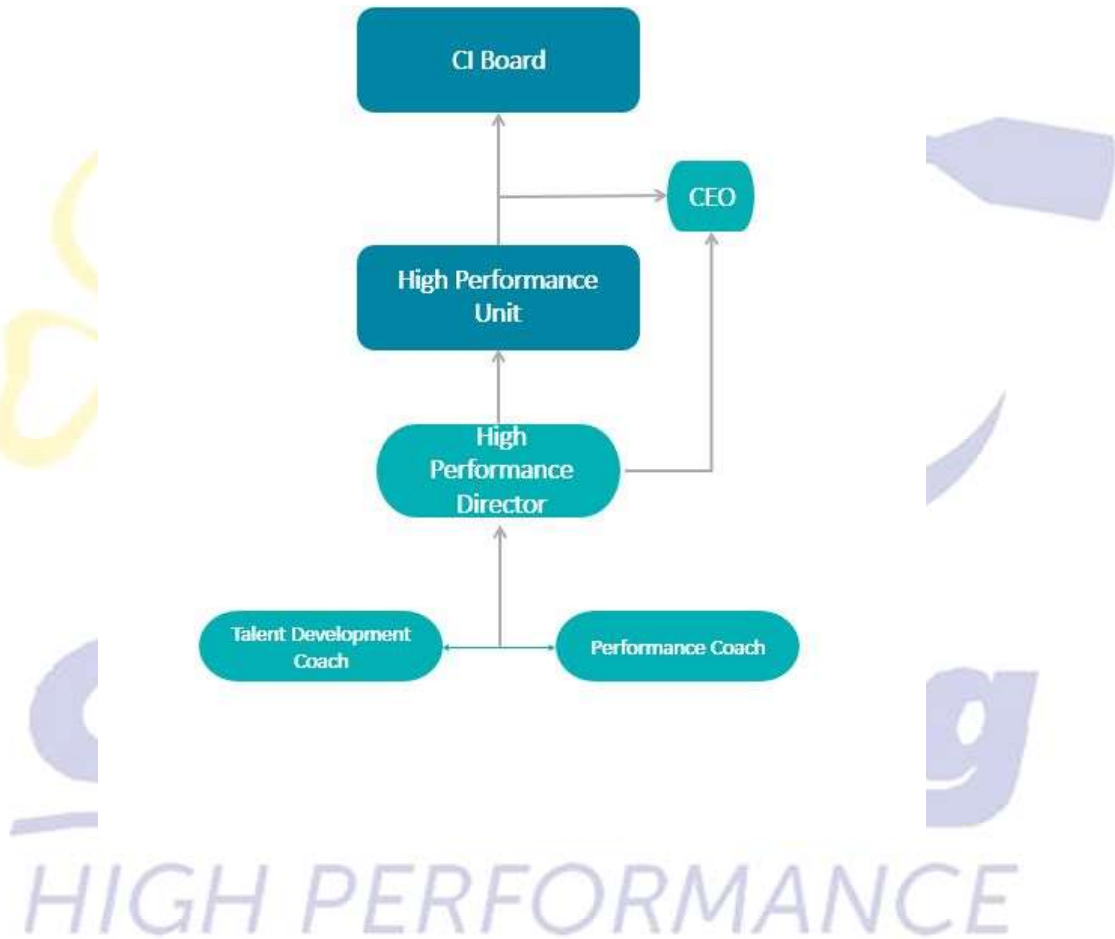 CI Board
CEO
High Performance
Unit
High
Performance
Director
Talent Development
Coach
Performance Coach
HIGH PERFORMANCE